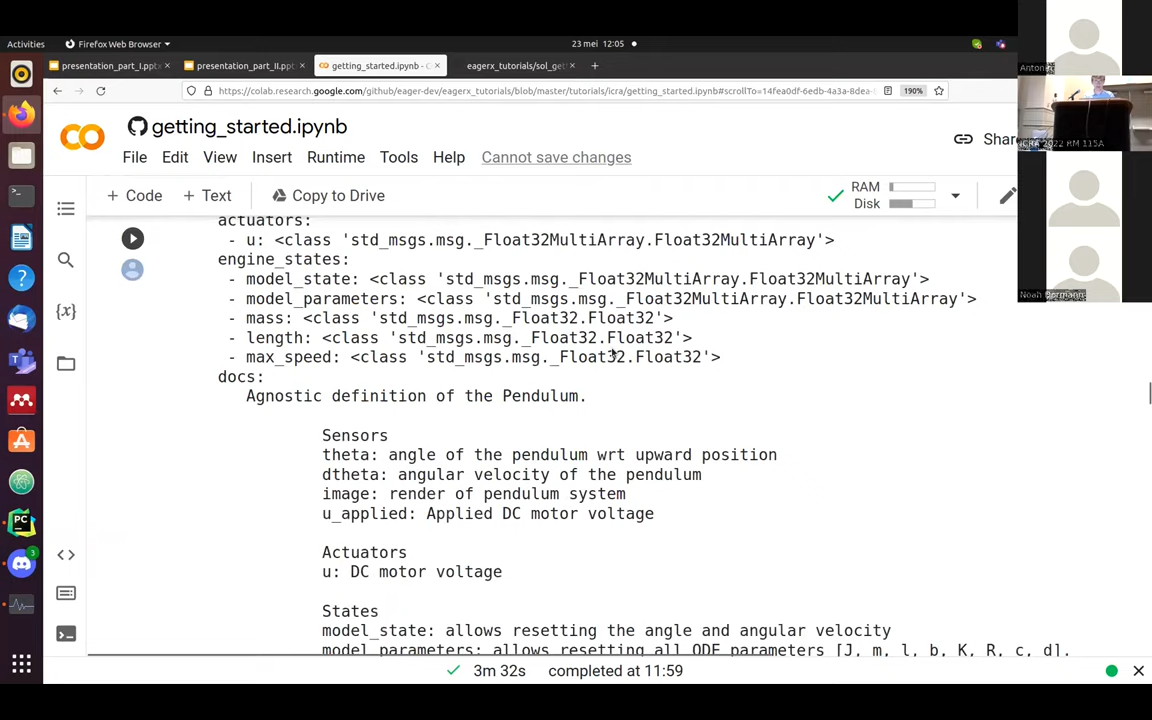 Activities
Firefox Web Browser
23 mei 12:05
presentation_part_I.pptx
presentation_part_II.ppt
getting_started.ipynb - C
eagerx_tutorials/sol_get
https://colab.research.google.com/github/eager-dev/eagerx_tutorials/blob/master/tutorials/icra/getting_started.ipynb#scrollTo=14fea0df-6edb-4a3a-8dea-
190%
getting_started.ipynb
Share
File Edit View Insert Runtime Tools Help Cannot save changes
+ Code + Text Copy to Drive
RAM
Disk
actuators:
- u: <class 'std_msgs.msg._Float32MultiArray.Float32MultiArray'>
engine_states:
- model_state: <class 'std_msgs.msg._Float32MultiArray.Float32MultiArray'>
- model_parameters: <class 'std_msgs.msg._Float32MultiArray.Float32MultiArray'>
- mass: <class 'std_msgs.msg._Float32.Float32'>
- length: <class 'std_msgs.msg._Float32.Float32'>
- max_speed: <class 'std_msgs.msg._Float32.Float32'>
docs:
Agnostic definition of the Pendulum.
Sensors
theta: angle of the pendulum wrt upward position
dtheta: angular velocity of the pendulum
image: render of pendulum system
u_applied: Applied DC motor voltage
Actuators
u: DC motor voltage
States
model_state: allows resetting the angle and angular velocity
model_parameters: allows resetting all ODE parameters [J, m, l, b, K, R, c, d].
3m 32s completed at 11:59
{x}
PC
3
ICRA 2022 RM 115A